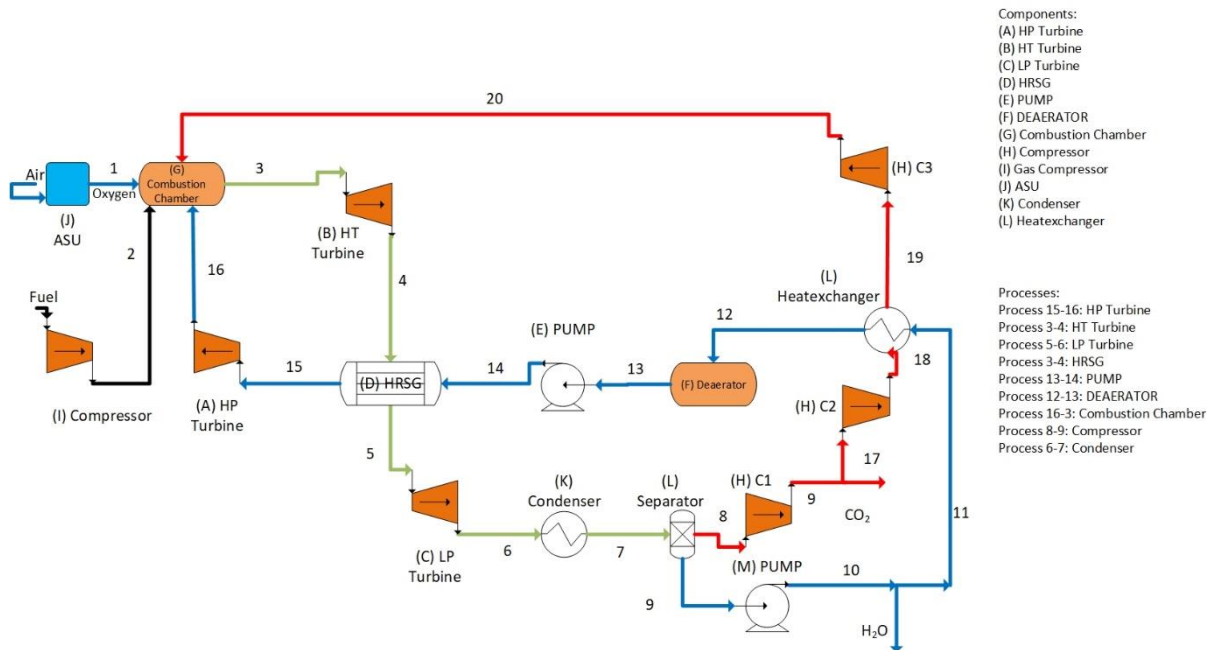 20
Air
1
Oxygen
(G)
Combustion
Chamber
3
(J)
ASU
2
16
Fuel
(I) Compressor
(B) HT
Turbine
4
(A) HP
Turbine
15
(D) HRSG
14
(E) PUMP
13
(F) Deaerator
12
(L)
Heatexchanger
(H) C3
19
18
(H) C2
17
5
(C) LP
Turbine
6
(K)
Condenser
7
(L)
Separator
8
(H) C1
9
CO2
11
(M) PUMP
9
10
H2O
Components:
(A) HP Turbine
(B) HT Turbine
(C) LP Turbine
(D) HRSG
(E) PUMP
(F) DEAERATOR
(G) Combustion Chamber
(H) Compressor
(I) Gas Compressor
(J) ASU
(K) Condenser
(L) Heatexchanger
Processes:
Process 15-16: HP Turbine
Process 3-4: HT Turbine
Process 5-6: LP Turbine
Process 3-4: HRSG
Process 13-14: PUMP
Process 12-13: DEAERATOR
Process 16-3: Combustion Chamber
Process 8-9: Compressor
Process 6-7: Condenser